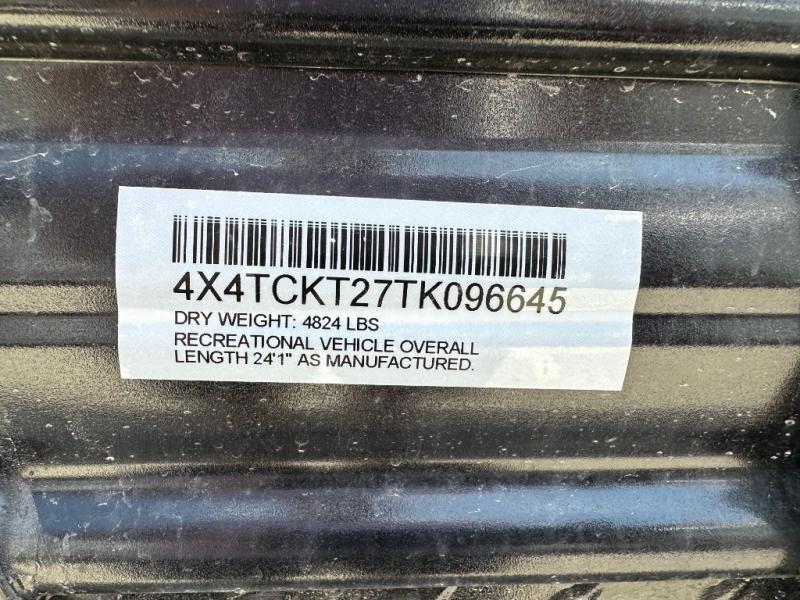 4X4TCKT27TK096645
DRY WEIGHT: 4824 LBS
RECREATIONAL VEHICLE OVERALL
LENGTH 24'1" AS MANUFACTURED.